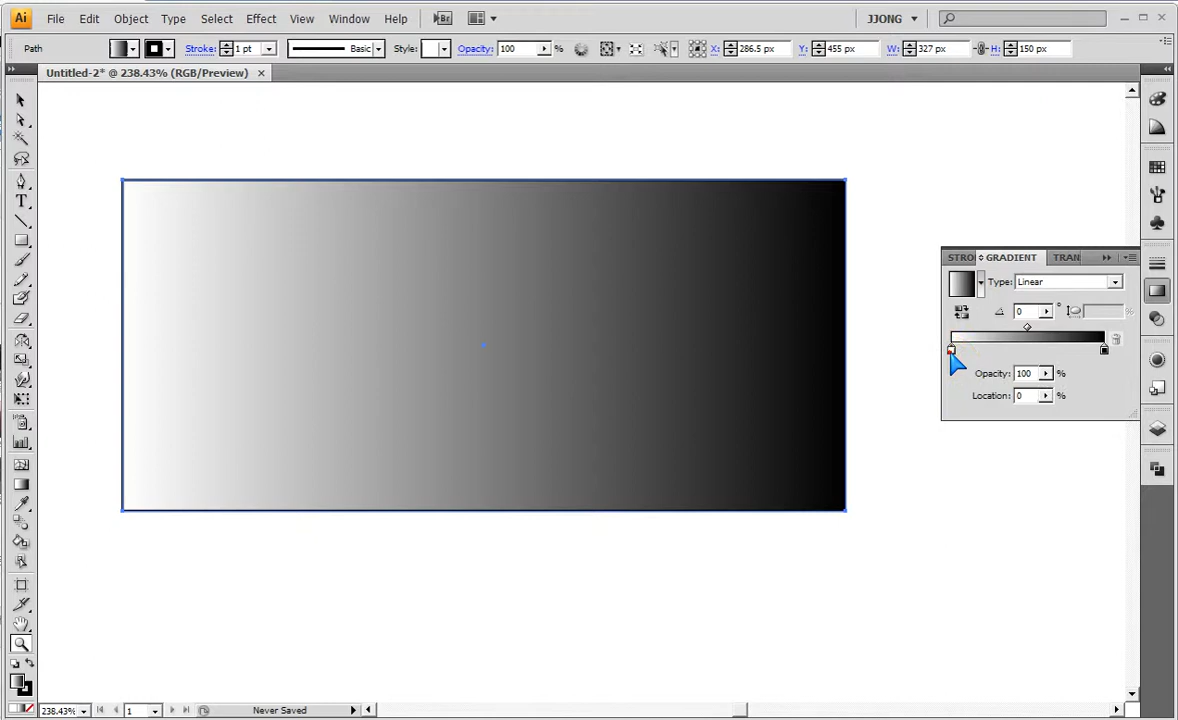 Ai File Edit Object Type Select Effect View Window Help Br JJONG
Path Stroke: 1 pt Basic Style: Opacity: 100 % X: 286.5 px Y: 455 px W: 327 px H: 150 px
Untitled-2* @ 238.43% (RGB/Preview)
STRO GRADIENT TRAN
Type: Linear
0 ° %
Opacity: 100 %
Location: 0 %
T
238.43% 1 Never Saved